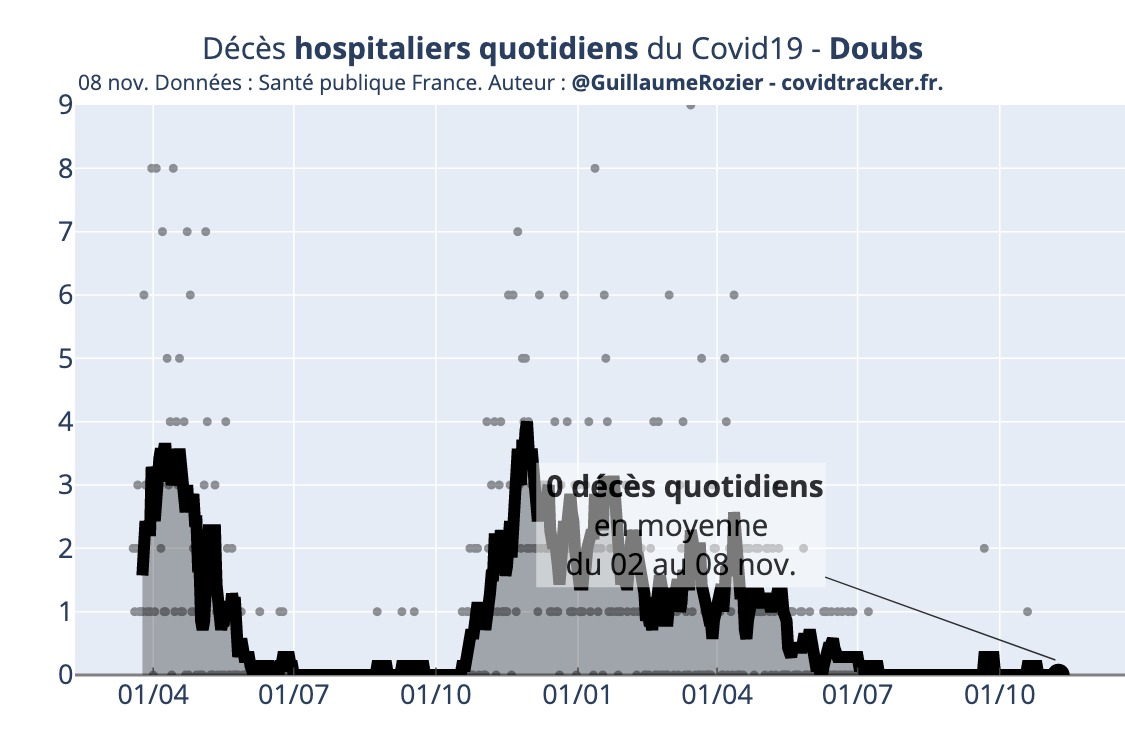 Décès hospitaliers quotidiens du Covid19 - Doubs
08 nov. Données : Santé publique France. Auteur : @GuillaumeRozier - covidtracker.fr.
9
8
7
6
5
4
3
2
1
0
0 décès quotidiens
en moyenne
du 02 au 08 nov.
01/04 01/07 01/10 01/01 01/04 01/07 01/10